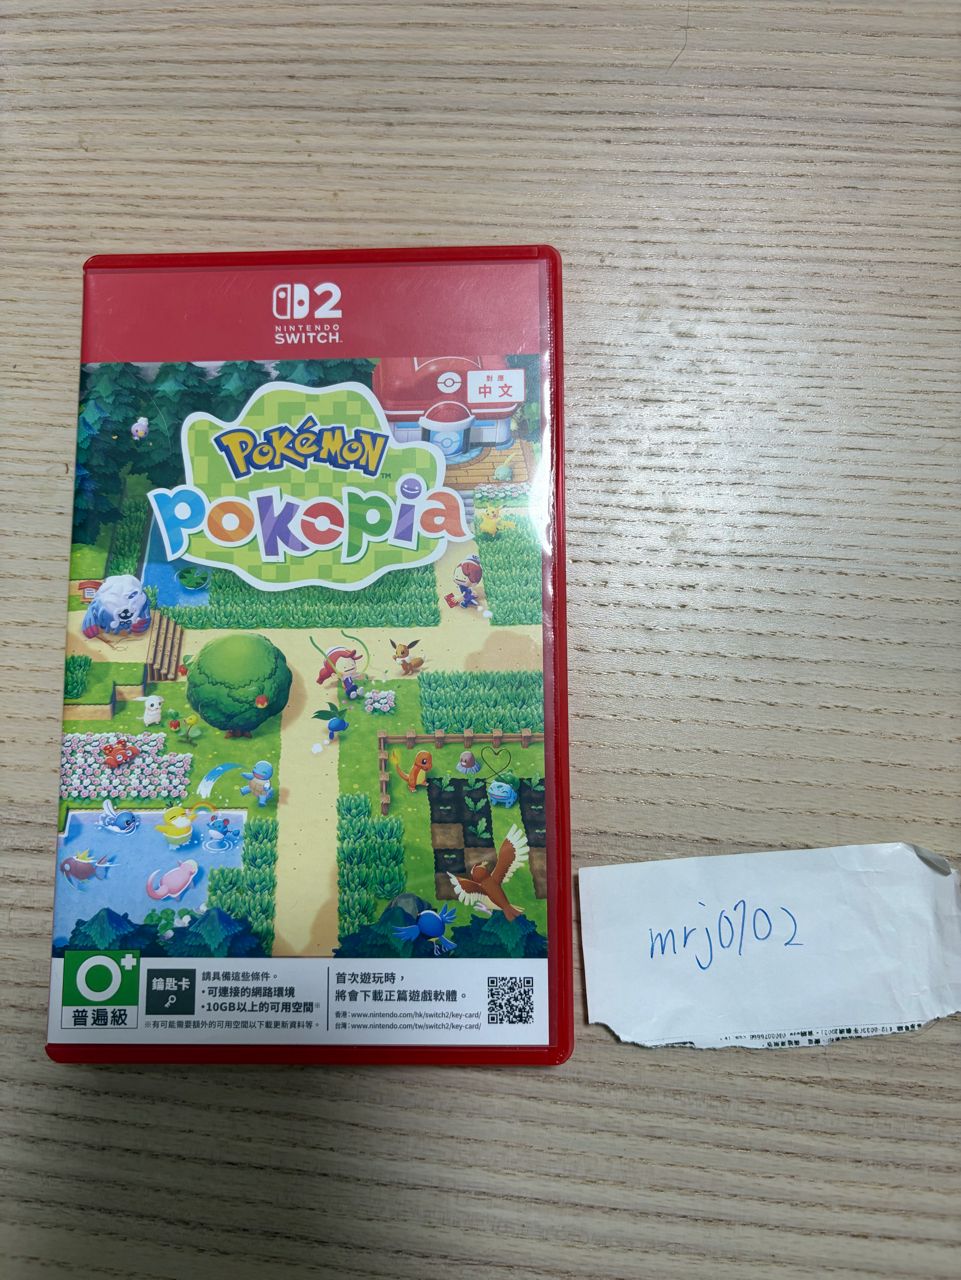 2
NINTENDO
SWITCH™
對應
中文
POKéMON™
pokopia
0+
普遍級
鑰匙卡
請具備這些條件。
・可連接的網路環境
・10GB以上的可用空間※
※有可能需要額外的可用空間以下載更新資料等。
首次遊玩時，
將會下載正篇遊戲軟體。
香港：www.nintendo.com/hk/switch2/key-card/
台灣：www.nintendo.com/tw/switch2/key-card/
mrj0702